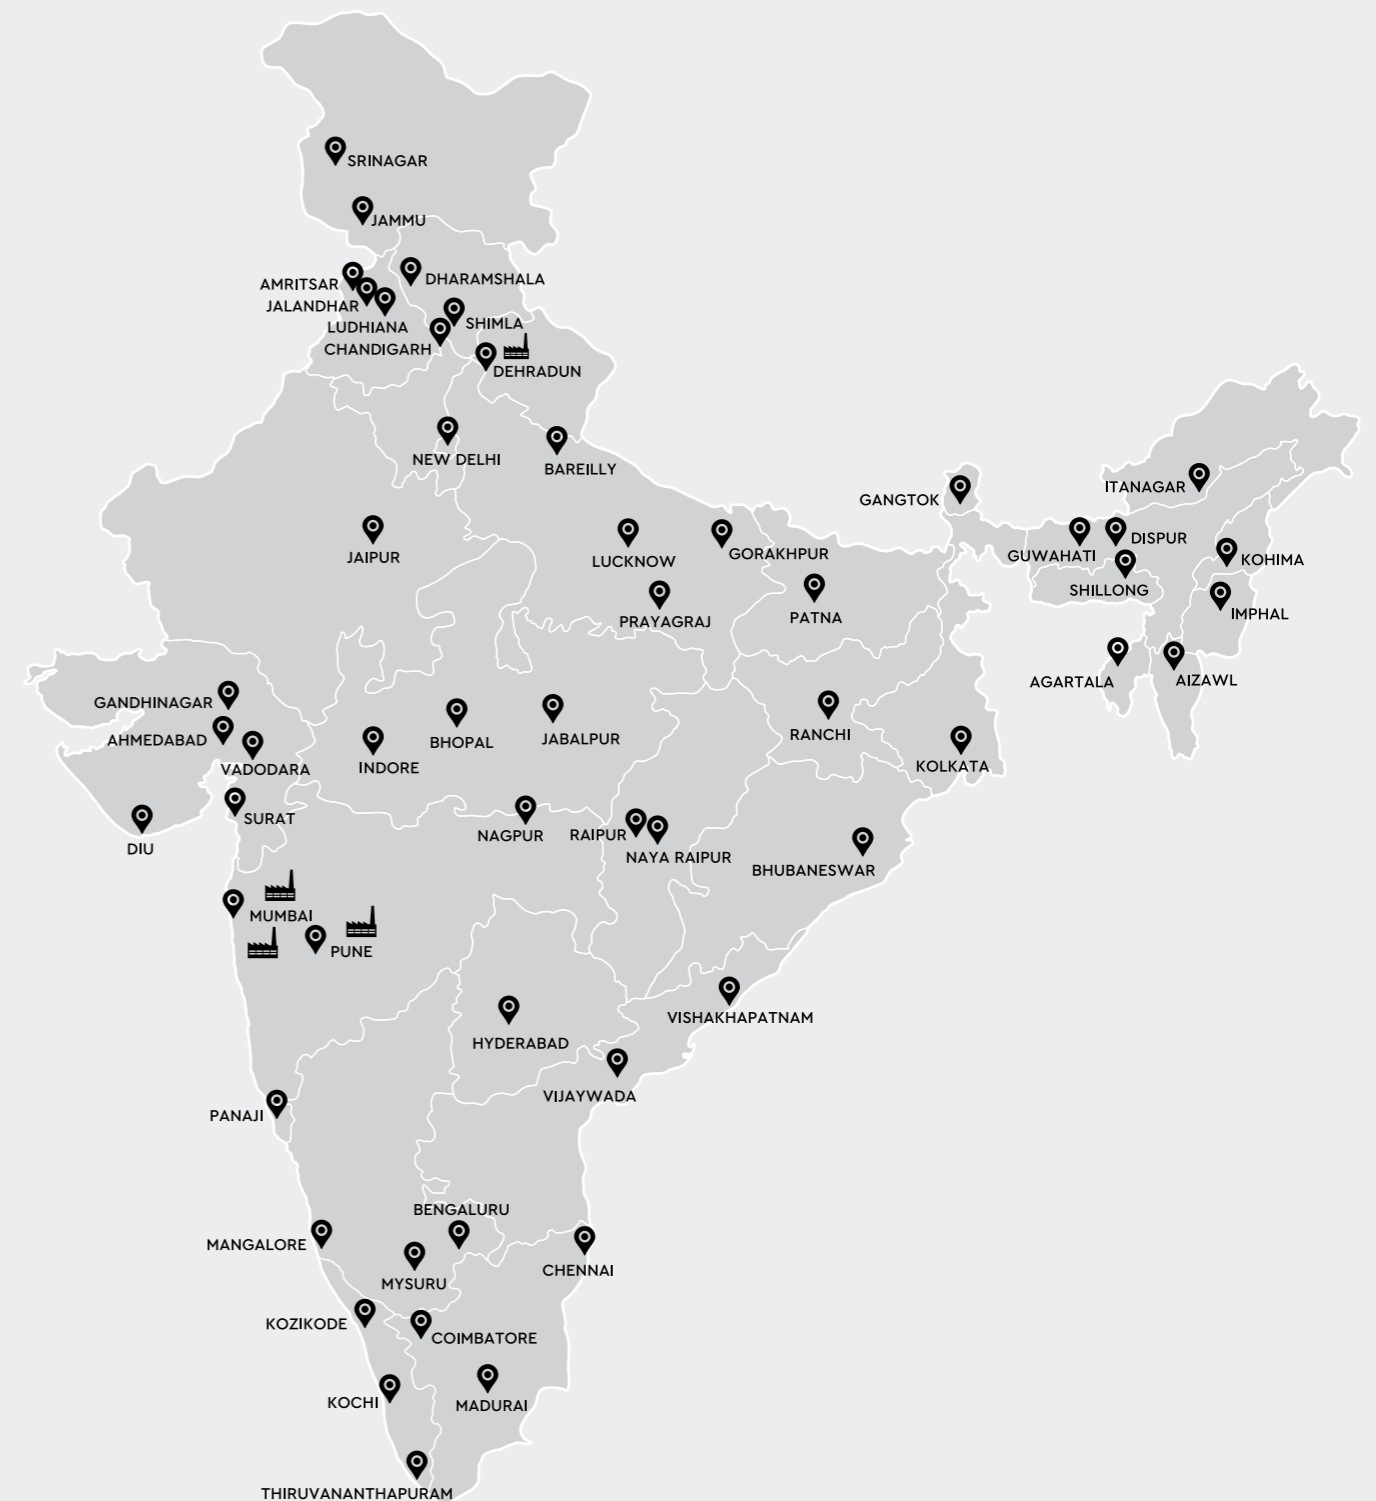 SRINAGAR
JAMMU
DHARAMSHALA
AMRITSAR
JALANDHAR
SHIMLA
LUDHIANA
CHANDIGARH
DEHRADUN
NEW DELHI
BAREILLY
GANGTOK
ITANAGAR
JAIPUR
LUCKNOW
GORAKHPUR
GUWAHATI
DISPUR
KOHIMA
SHILLONG
PRAYAGRAJ
PATNA
IMPHAL
AGARTALA
AIZAWL
GANDHINAGAR
AHMEDABAD
VADODARA
INDORE
BHOPAL
JABALPUR
RANCHI
KOLKATA
SURAT
DIU
NAGPUR
RAIPUR
NAYA RAIPUR
BHUBANESWAR
MUMBAI
PUNE
VISHAKHAPATNAM
HYDERABAD
VIJAYWADA
PANAJI
BENGALURU
MANGALORE
MYSURU
CHENNAI
KOZIKODE
COIMBATORE
KOCHI
MADURAI
THIRUVANANTHAPURAM